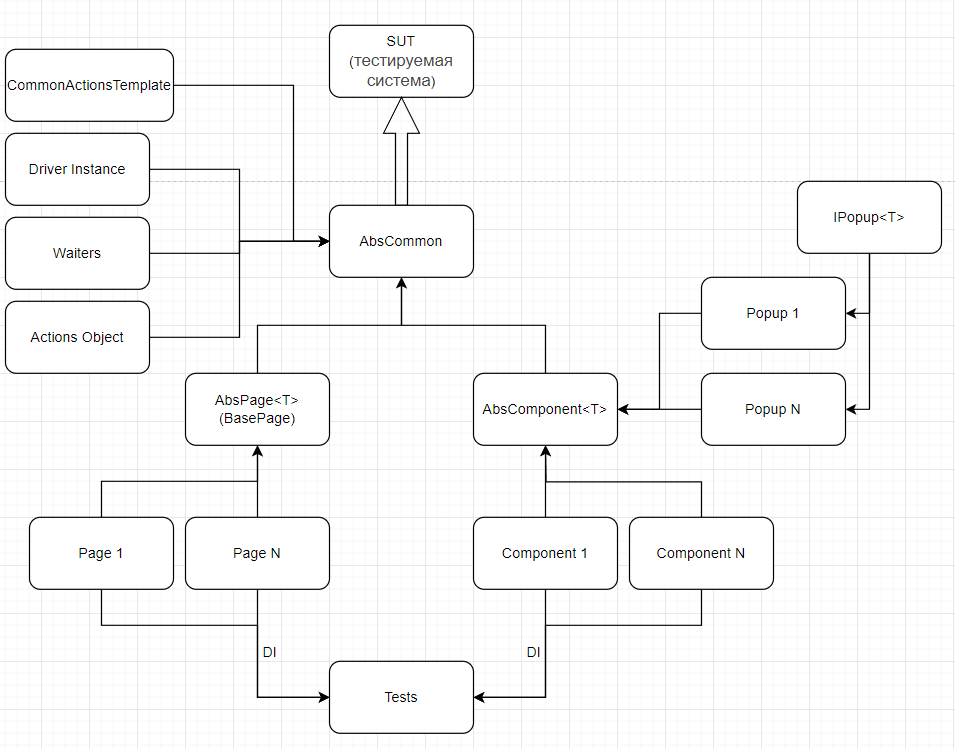 SUT
(тестируемая
система)
CommonActionsTemplate
Driver Instance
Waiters
Actions Object
AbsCommon
IPopup<T>
Popup 1
Popup N
AbsPage<T>
(BasePage)
AbsComponent<T>
Page 1
Page N
Component 1
Component N
DI
DI
Tests